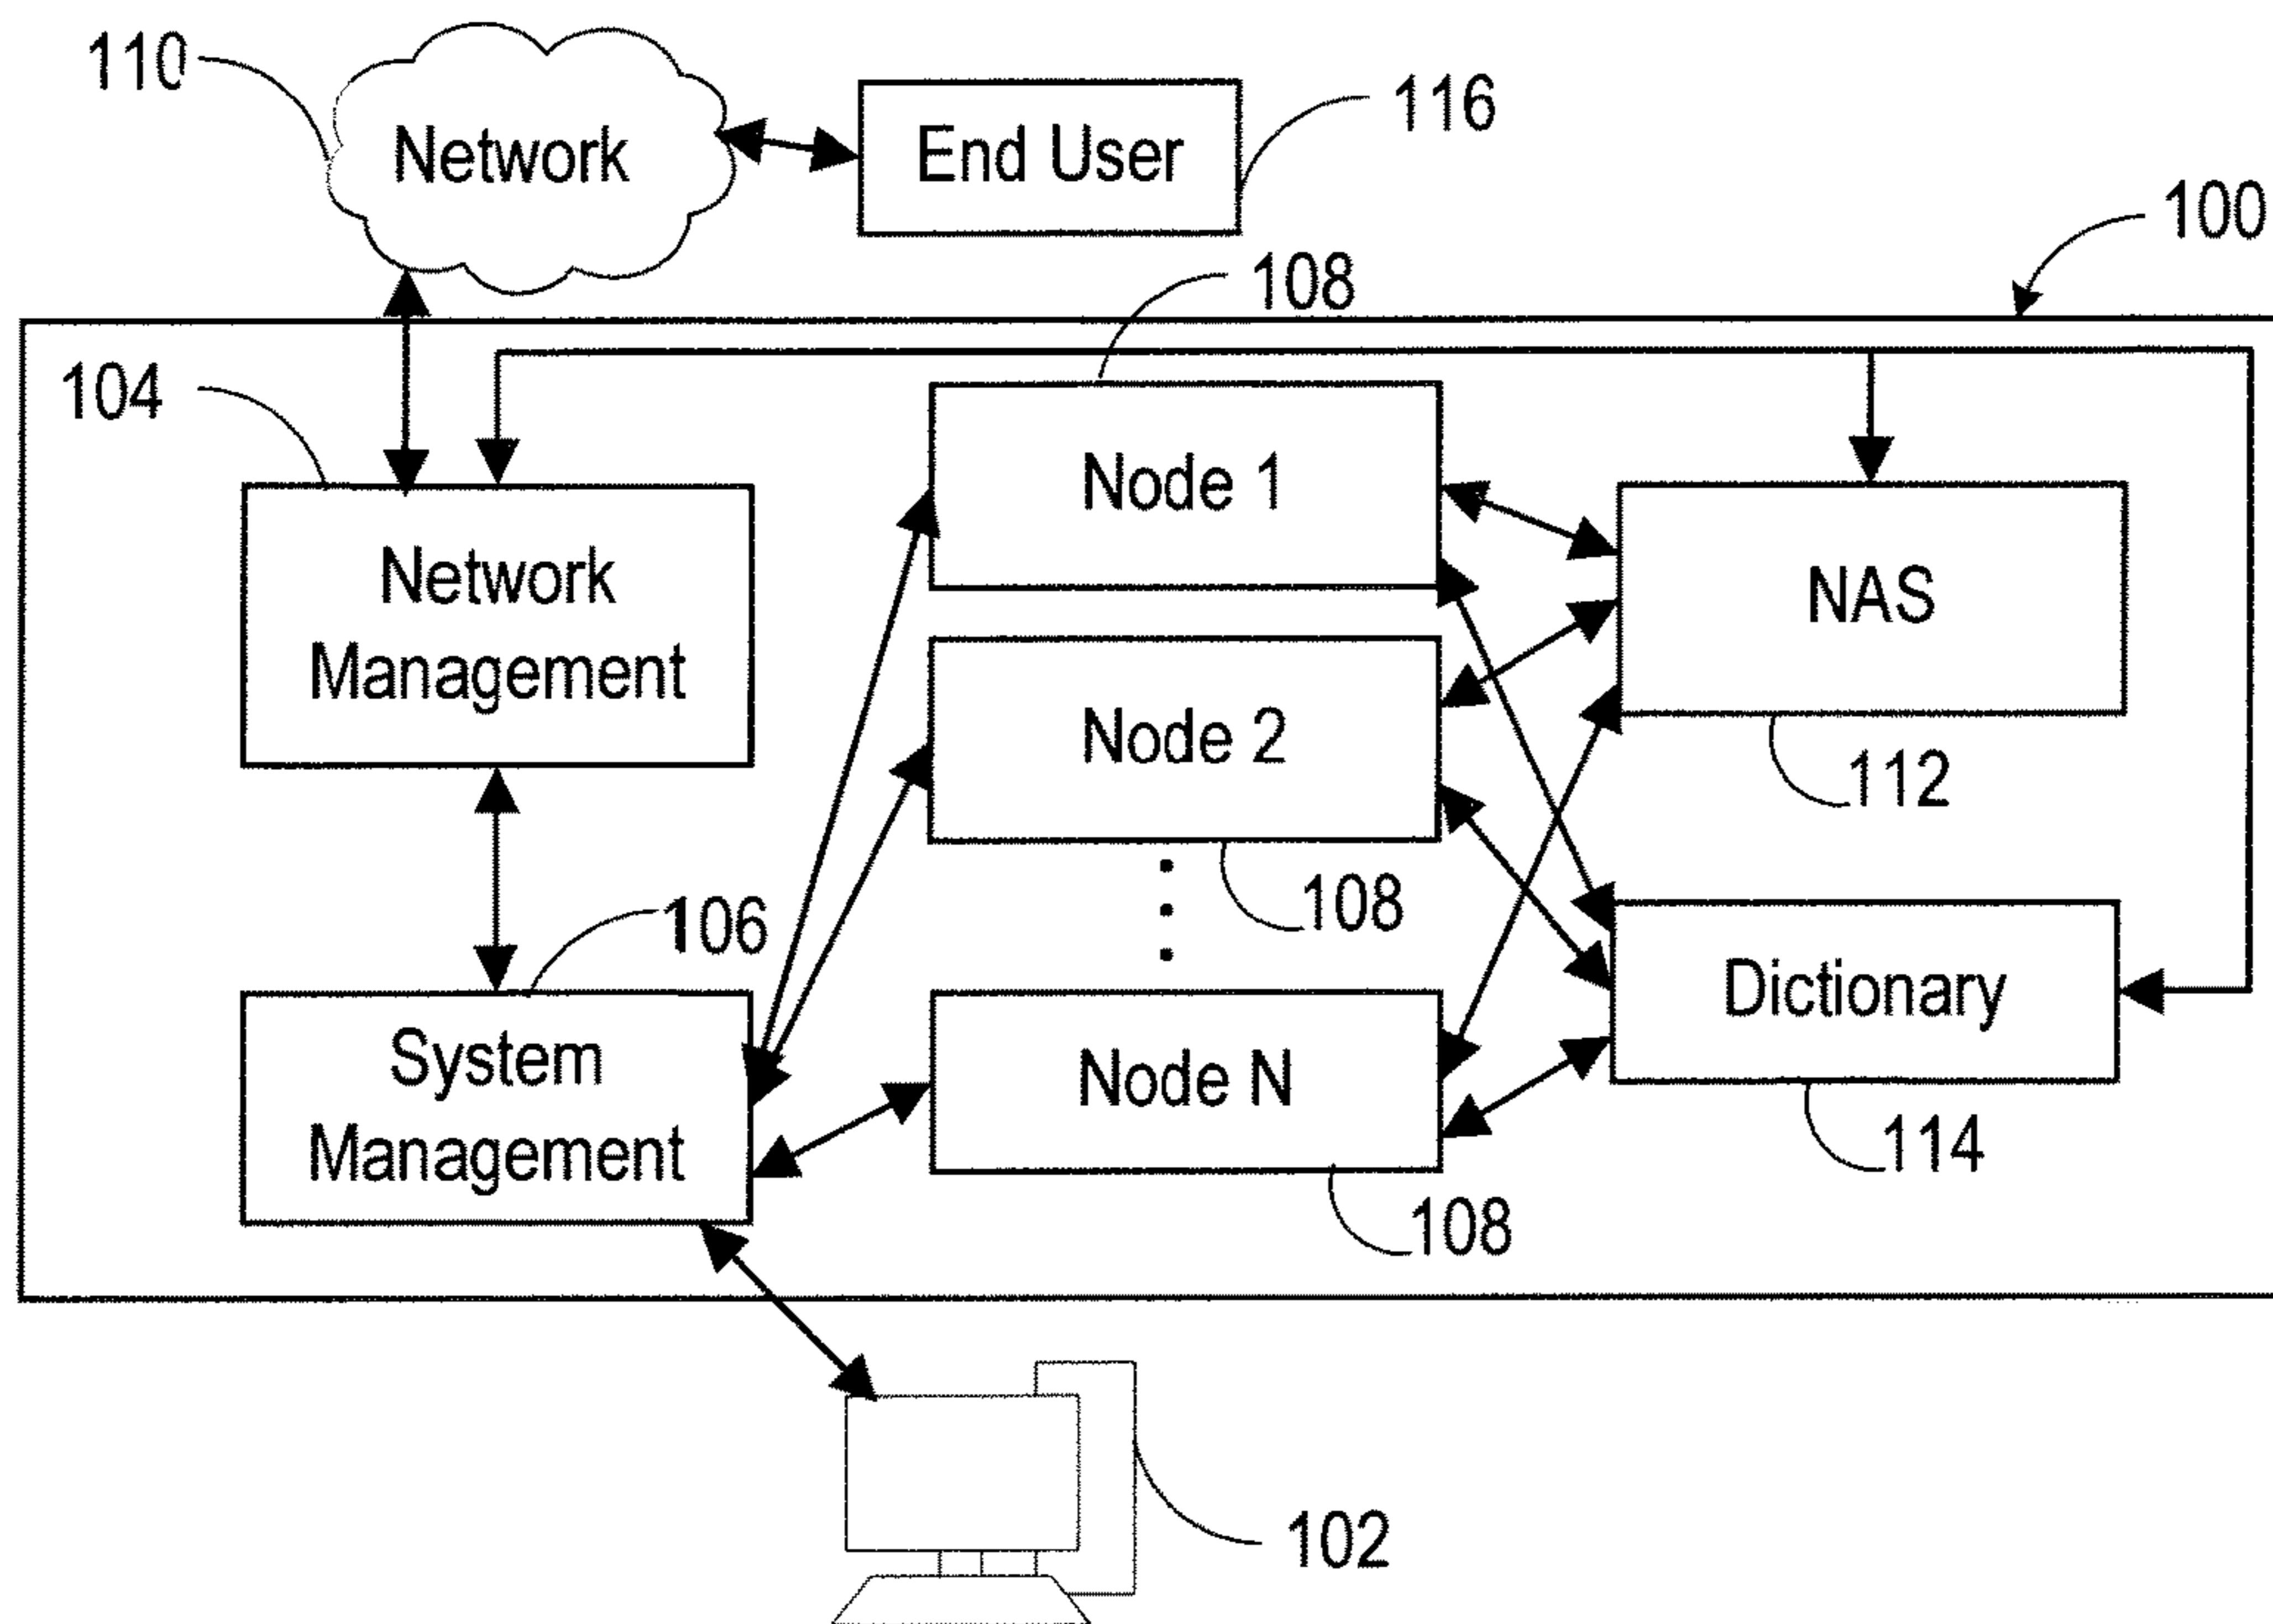 110
Network
End User
116
100
108
104
Node 1
Network
Management
NAS
Node 2
112
108
106
System
Management
Node N
Dictionary
114
108
102